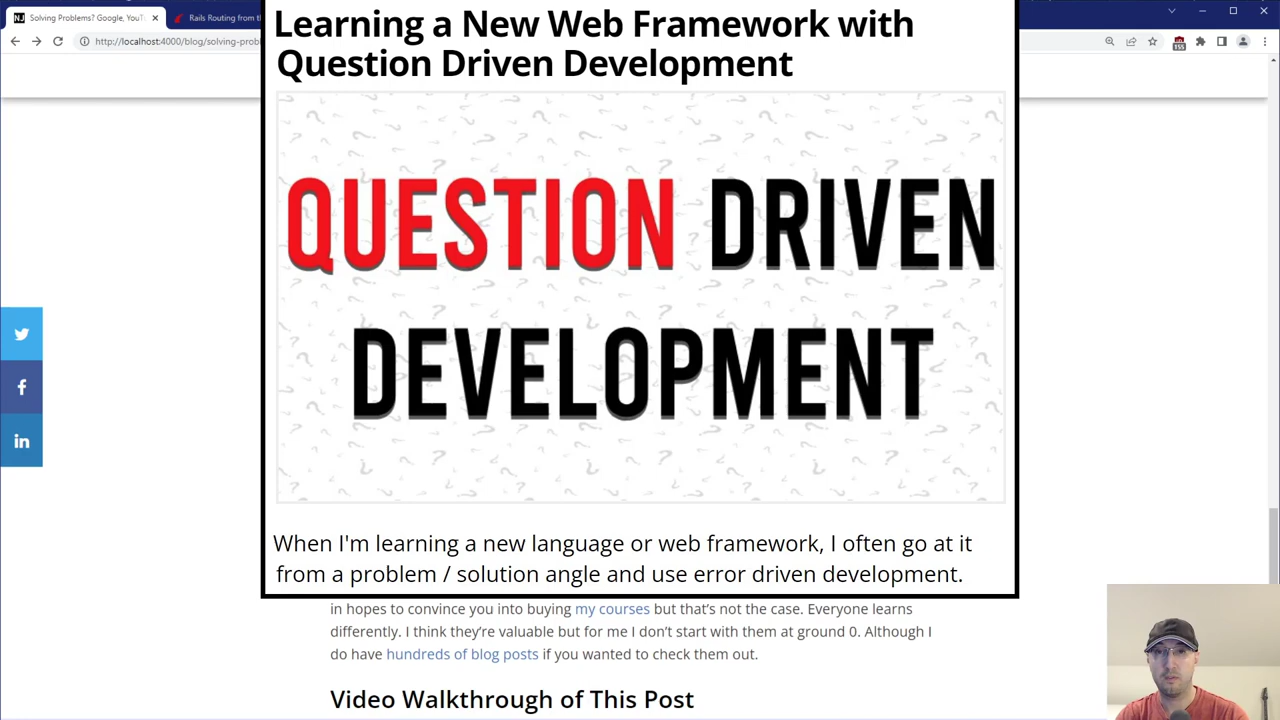 Solving Problems? Google, YouT
Rails Routing from th
http://localhost:4000/blog/solving-probl
155
Learning a New Web Framework with
Question Driven Development
QUESTION DRIVEN
DEVELOPMENT
When I'm learning a new language or web framework, I often go at it
from a problem / solution angle and use error driven development.
in hopes to convince you into buying my courses but that's not the case. Everyone learns
differently. I think they're valuable but for me I don't start with them at ground 0. Although I
do have hundreds of blog posts if you wanted to check them out.
Video Walkthrough of This Post